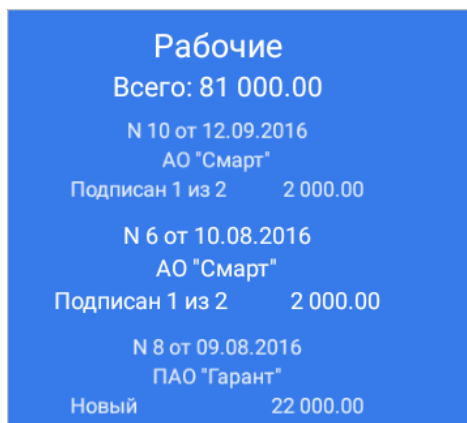 Рабочие
Всего: 81 000.00
N 10 от 12.09.2016
АО "Смарт"
Подписан 1 из 2 2 000.00
N 6 от 10.08.2016
АО "Смарт"
Подписан 1 из 2 2 000.00
N 8 от 09.08.2016
ПАО "Гарант"
Новый 22 000.00